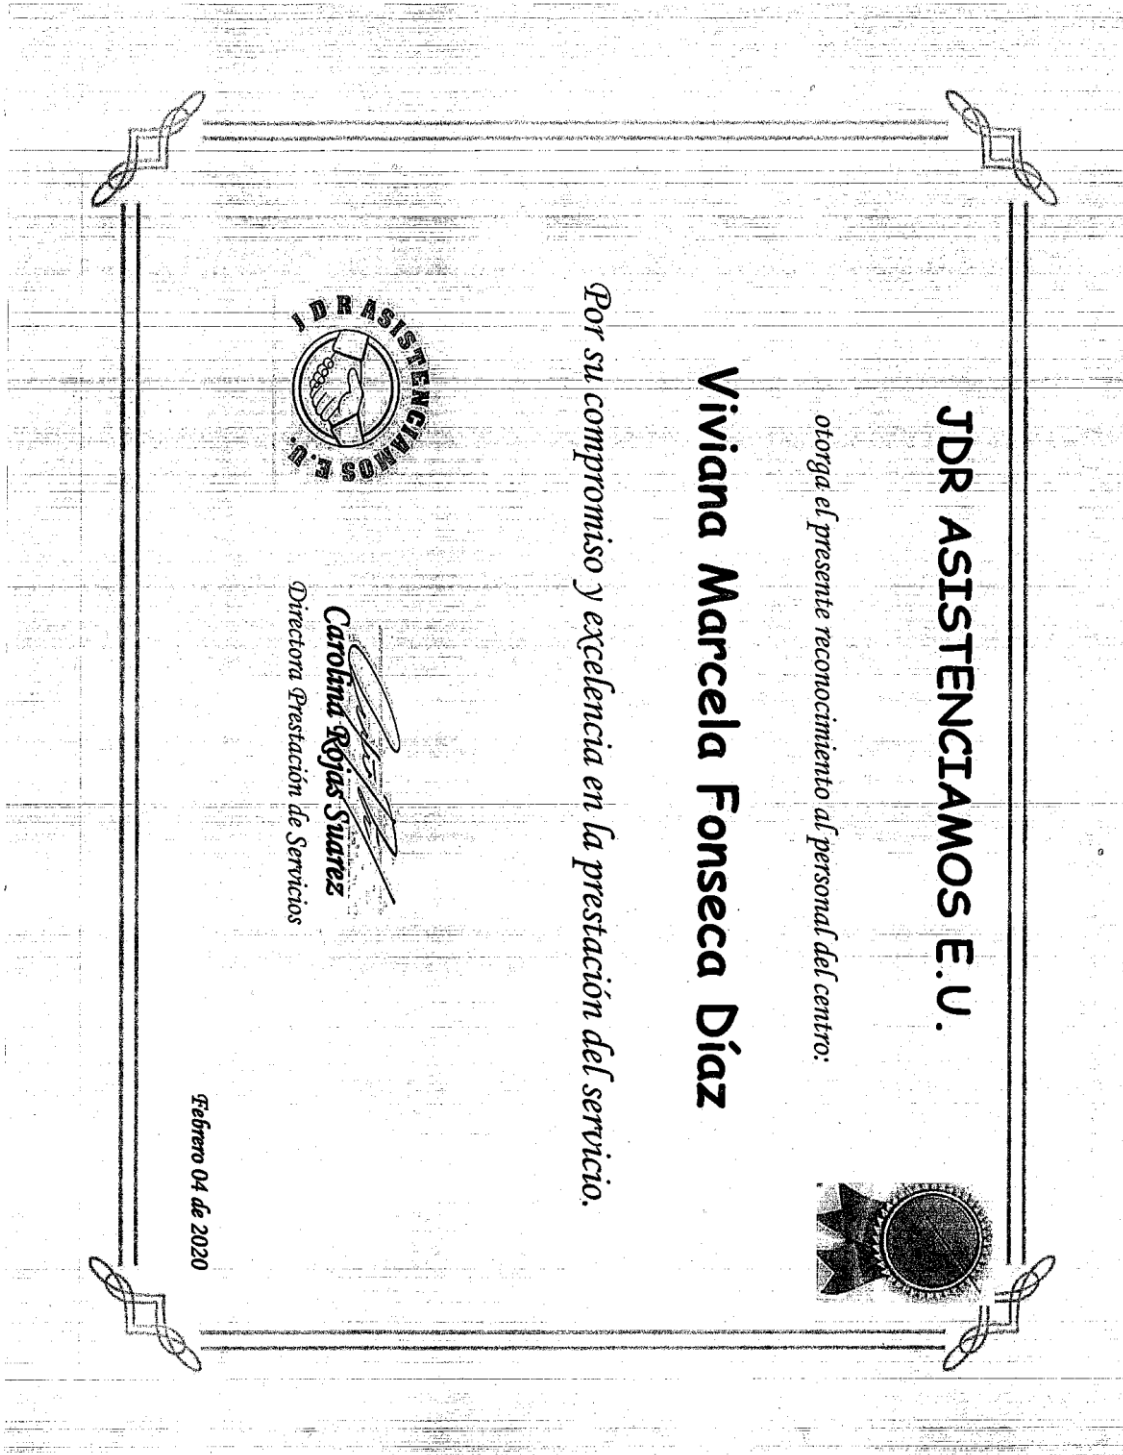 JDR ASISTENCIAMOS E.U.
otorga el presente reconocimiento al personal del centro:
Viviana Marcela Fonseca Díaz
Por su compromiso y excelencia en la prestación del servicio.
JDR ASISTENCIAMOS E.U.
Carolina Rojas Suarez
Directora Prestación de Servicios
Febrero 04 de 2020